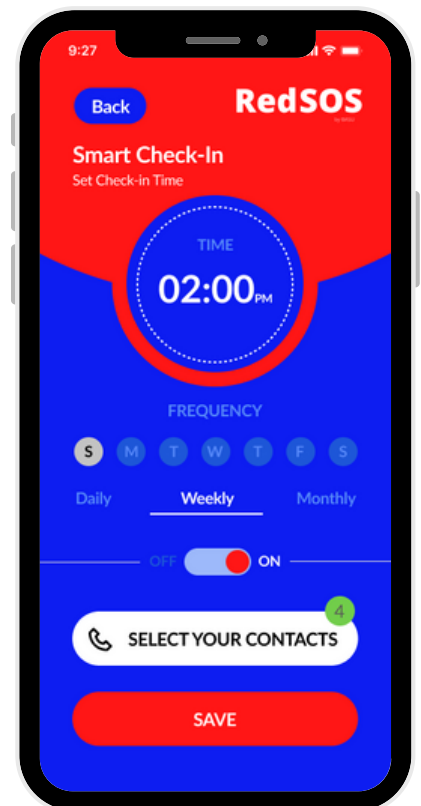 9:27
Back
RedSOS
Smart Check-In
Set Check-in Time
TIME
02:00PM
FREQUENCY
S M T W T F S
Daily Weekly Monthly
OFF ON
4
SELECT YOUR CONTACTS
SAVE